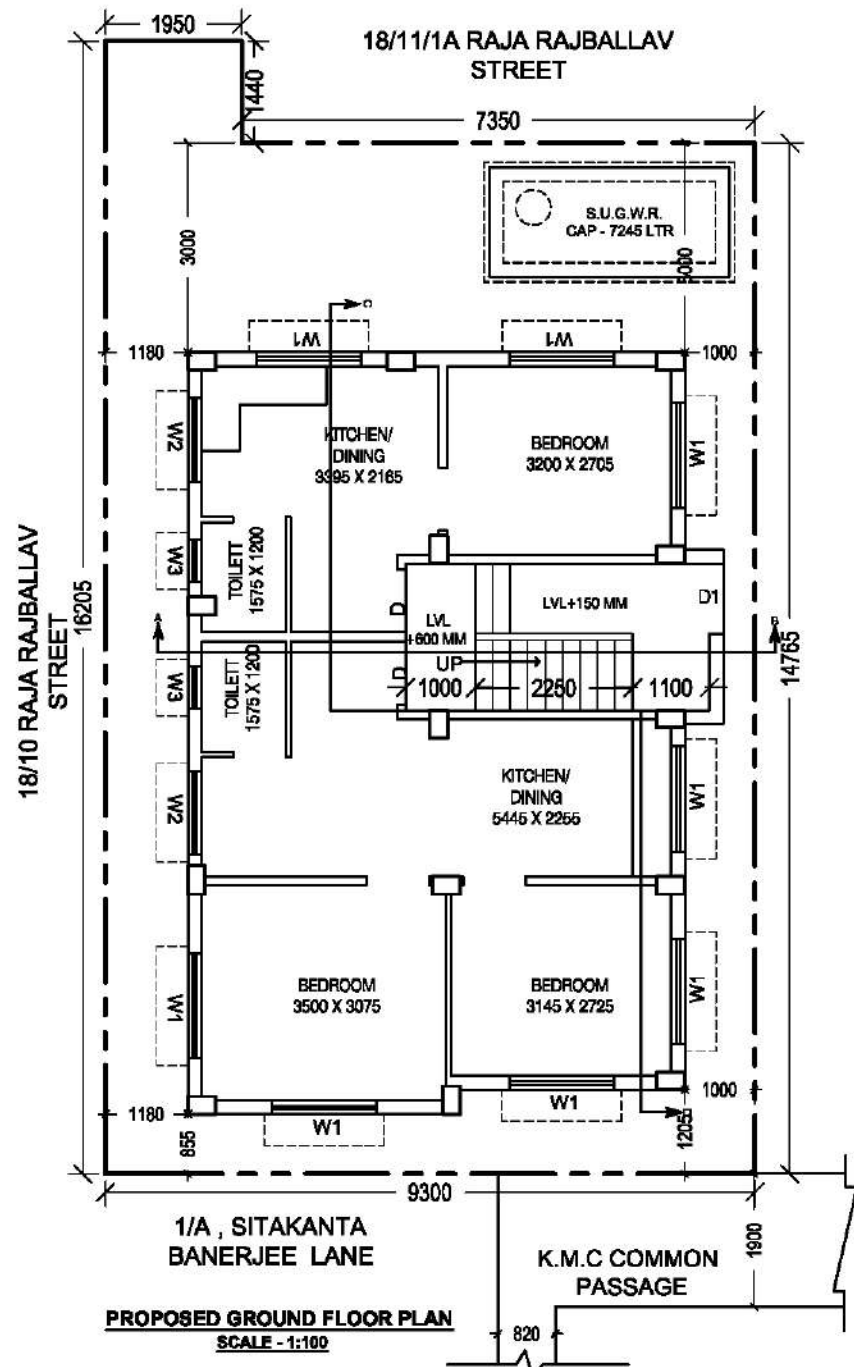 1950
18/11/1A RAJA RAJBALLAV
STREET
1440
7350
S.U.G.W.R.
CAP - 7245 LTR
3000
3000
C
W1
W1
1180
1000
W2
KITCHEN/
DINING
3395 X 2165
BEDROOM
3200 X 2705
W1
18/10 RAJA RAJBALLAV
STREET
16205
W3
TOILETT
1575 X 1200
D
LVL
+600 MM
LVL+150 MM
D1
A
B
14765
UP
W3
TOILETT
1575 X 1200
D
1000
2250
1100
W2
KITCHEN/
DINING
5445 X 2255
W1
W1
BEDROOM
3500 X 3075
BEDROOM
3145 X 2725
W1
1180
W1
W1
1000
855
1205
9300
1/A , SITAKANTA
BANERJEE LANE
K.M.C COMMON
PASSAGE
1900
PROPOSED GROUND FLOOR PLAN
SCALE - 1:100
820